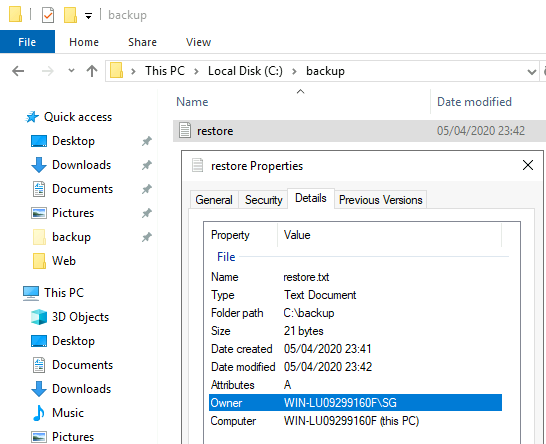 backup
File Home Share View
This PC > Local Disk (C:) > backup
Name Date modified
Quick access
restore 05/04/2020 23:42
Desktop
restore Properties
Downloads
General Security Details Previous Versions
Documents
Pictures
Property Value
backup
File
Web
Name restore.txt
Type Text Document
This PC
Folder path C:\backup
3D Objects
Size 21 bytes
Desktop
Date created 05/04/2020 23:41
Documents
Date modified 05/04/2020 23:42
Downloads
Attributes A
Owner WIN-LU09299160F\SG
Music
Computer WIN-LU09299160F (this PC)
Pictures